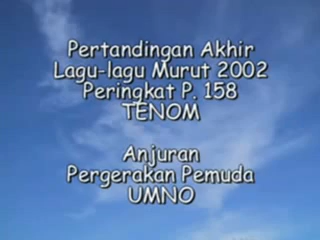 Pertandingan Akhir
Lagu-lagu Murut 2002
Peringkat P. 158
TENOM
Anjuran
Pergerakan Pemuda
UMNO